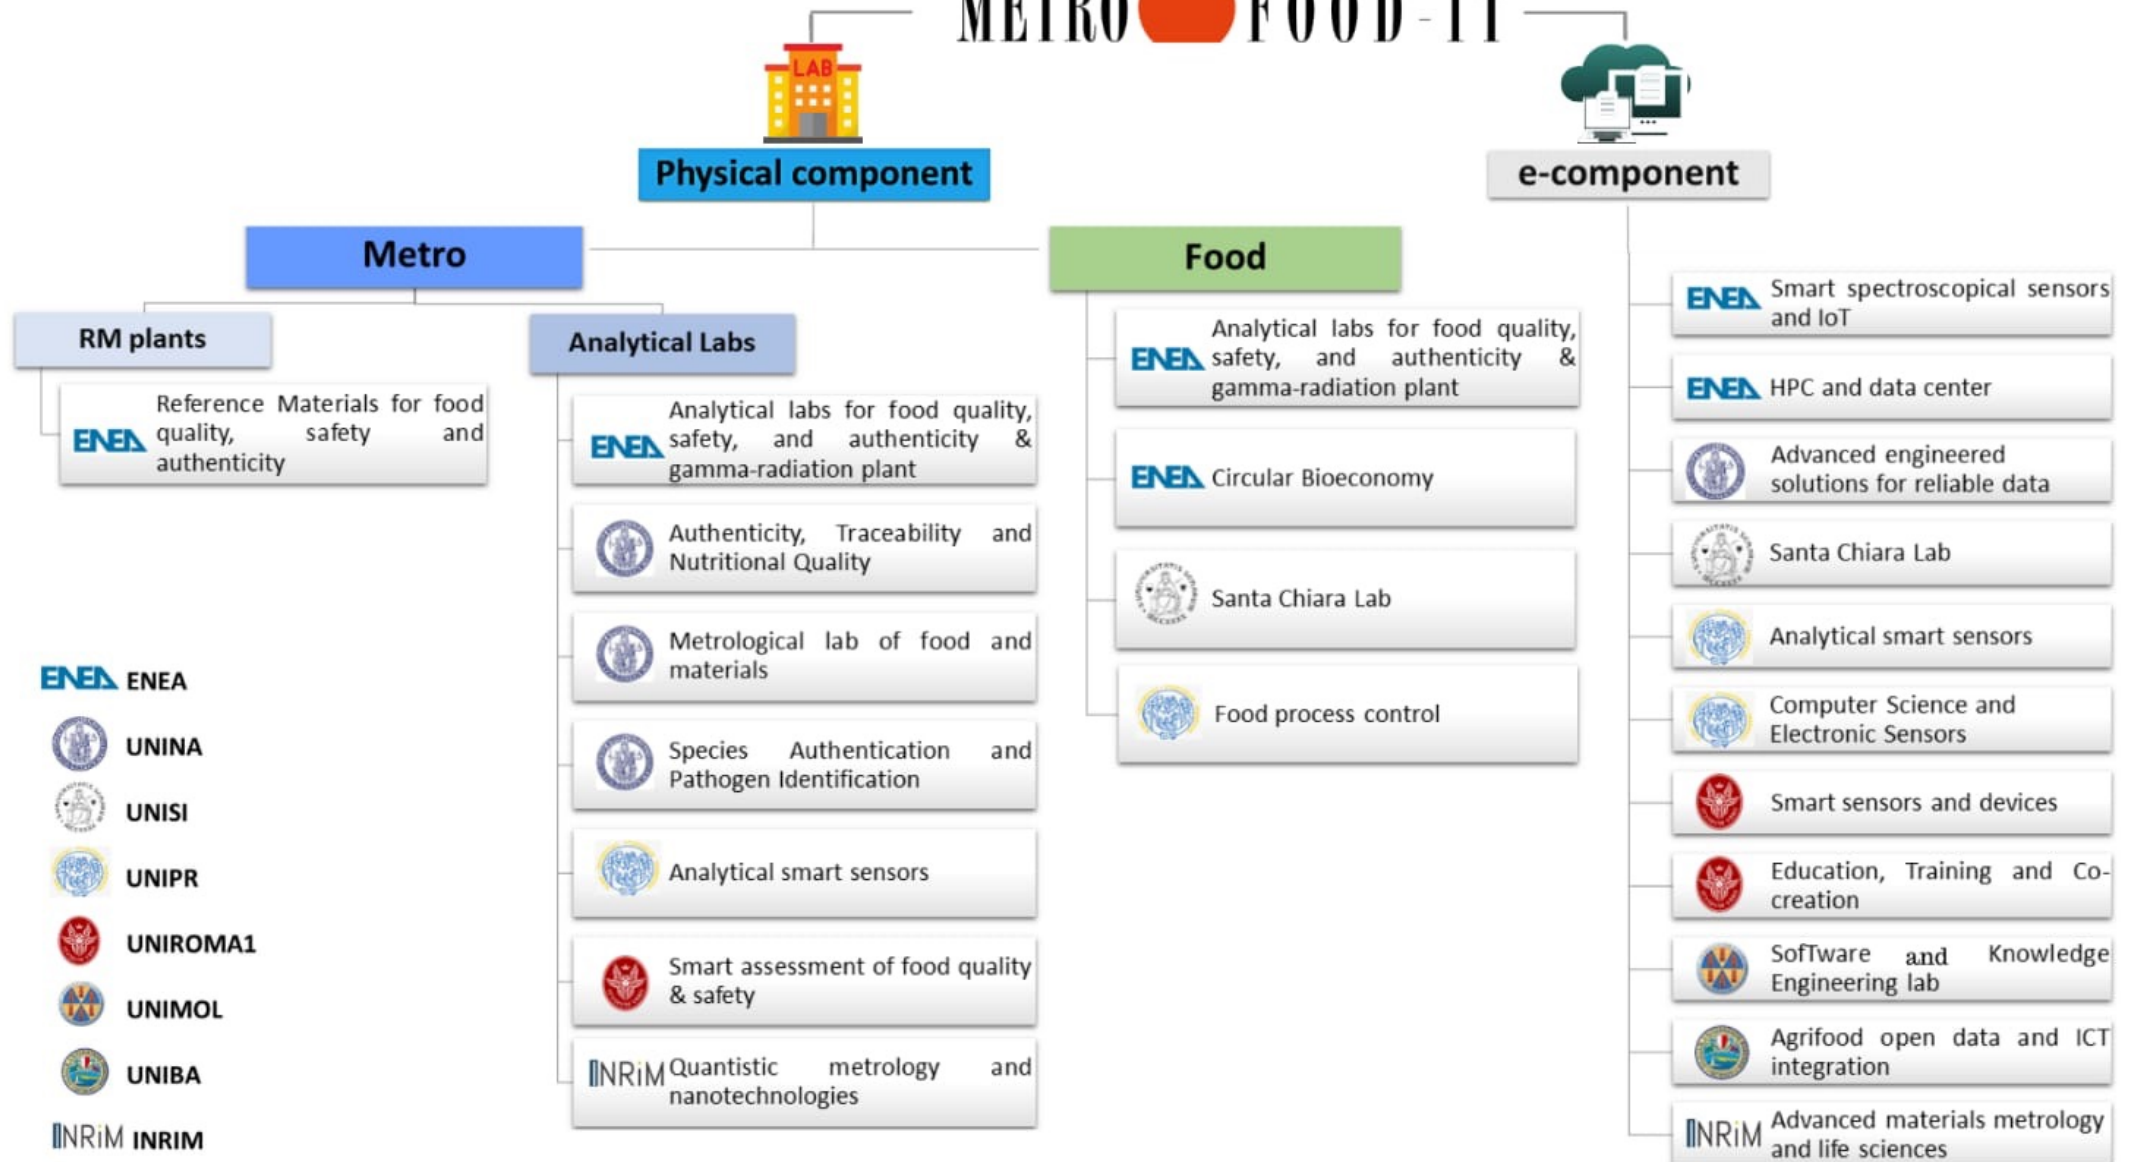 METRO FOOD-IT
LAB
Physical component
e-component
Metro
Food
RM plants
Analytical Labs
ENEA
Reference Materials for food
quality, safety and
authenticity
ENEA
Analytical labs for food quality,
safety, and authenticity &
gamma-radiation plant
Authenticity, Traceability and
Nutritional Quality
Metrological lab of food and
materials
Species Authentication and
Pathogen Identification
Analytical smart sensors
Smart assessment of food quality
& safety
INRiM
Quantistic metrology and
nanotechnologies
ENEA
Analytical labs for food quality,
safety, and authenticity &
gamma-radiation plant
ENEA Circular Bioeconomy
Santa Chiara Lab
Food process control
ENEA
Smart spectroscopical sensors
and IoT
ENEA HPC and data center
Advanced engineered
solutions for reliable data
Santa Chiara Lab
Analytical smart sensors
Computer Science and
Electronic Sensors
Smart sensors and devices
Education, Training and Co-
creation
SofTware and Knowledge
Engineering lab
Agrifood open data and ICT
integration
INRiM
Advanced materials metrology
and life sciences
ENEA ENEA
UNINA
UNISI
UNIPR
UNIROMA1
UNIMOL
UNIBA
INRiM INRIM